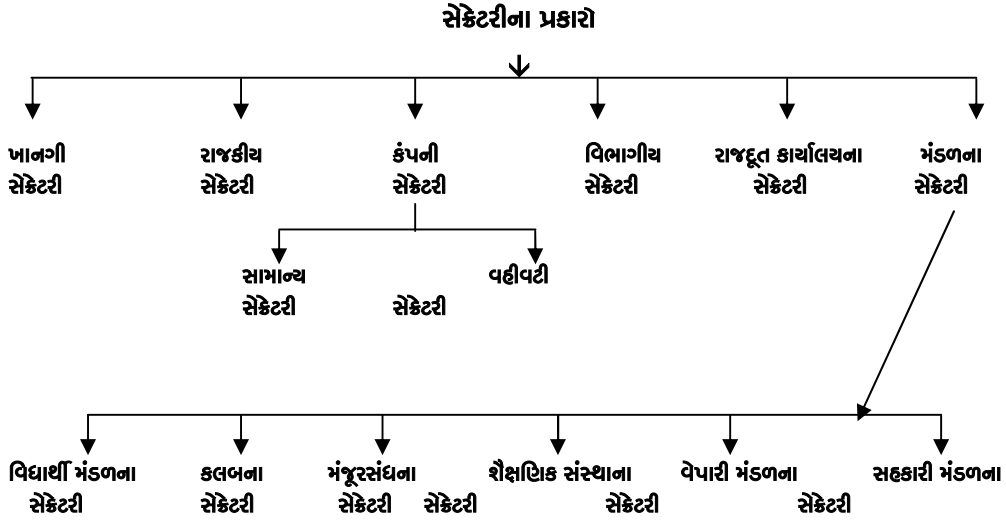 સેક્રેટરીના પ્રકારો
ખાનગી રાજકીય કંપની વિભાગીય રાજદૂત કાર્યાલયના મંડળના
સેક્રેટરી સેક્રેટરી સેક્રેટરી સેક્રેટરી સેક્રેટરી સેક્રેટરી
સામાન્ય વહીવટી
સેક્રેટરી સેક્રેટરી
વિદ્યાર્થી મંડળના કલબના મંજૂરસંધના શૈક્ષણિક સંસ્થાના વેપારી મંડળના સહકારી મંડળના
સેક્રેટરી સેક્રેટરી સેક્રેટરી સેક્રેટરી સેક્રેટરી સેક્રેટરી